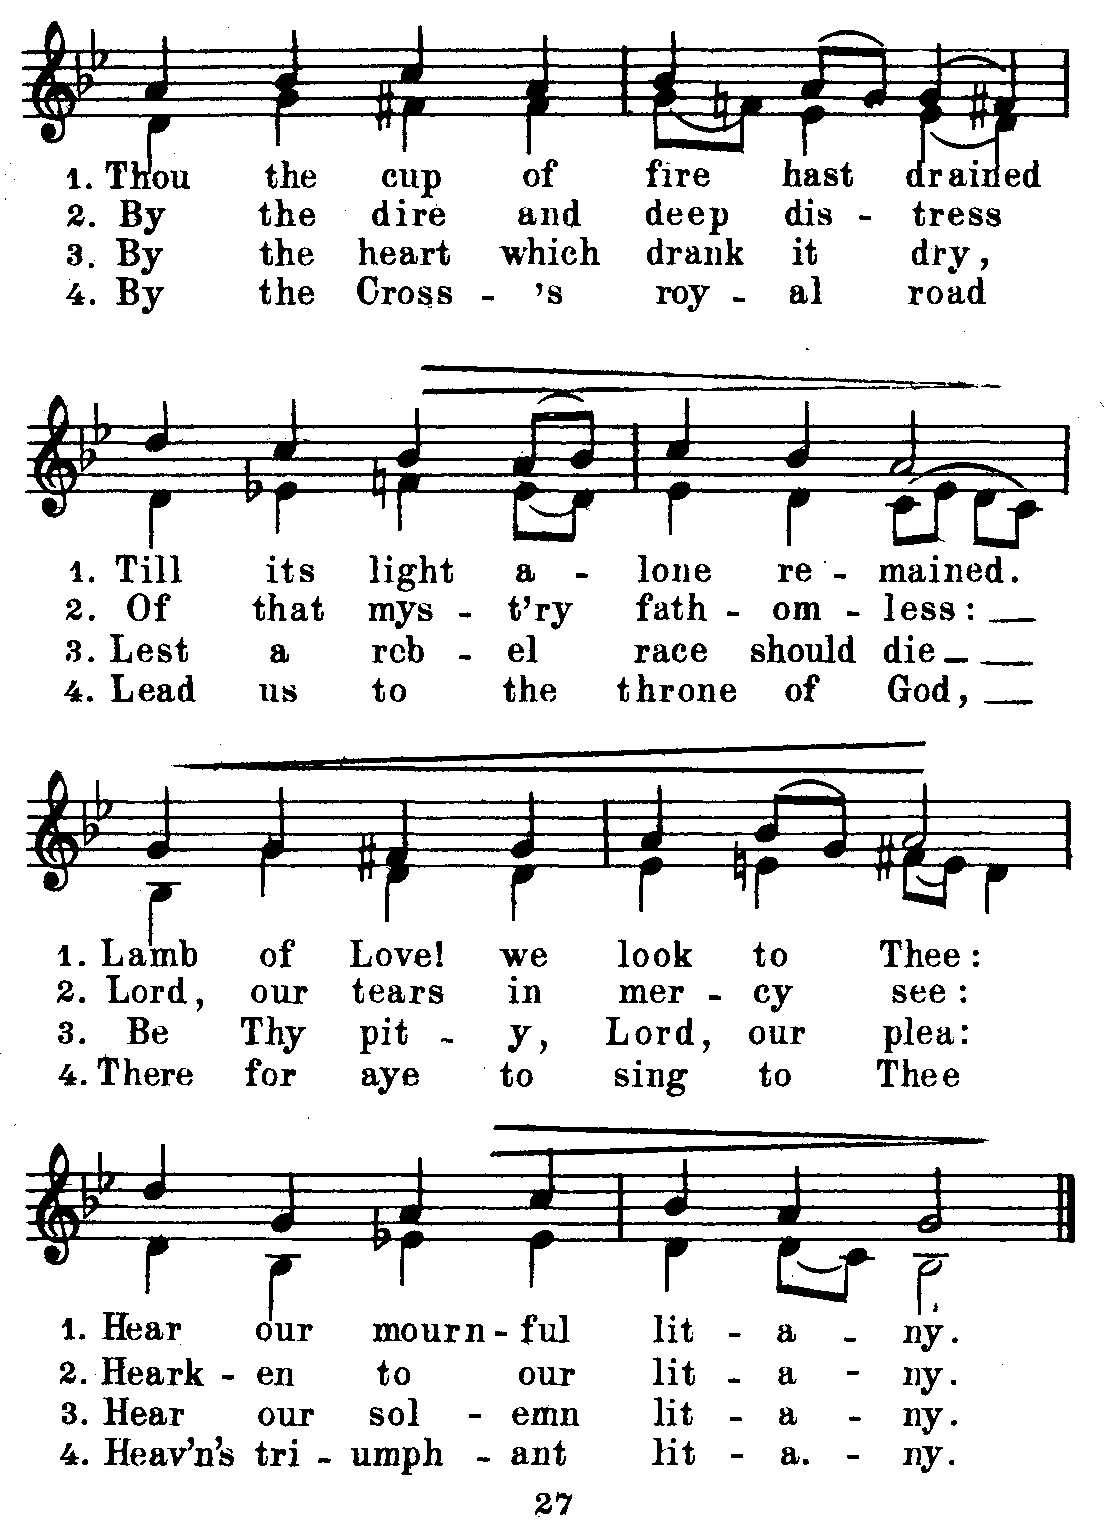 1. Thou the cup of fire hast drained
2. By the dire and deep dis - tress
3. By the heart which drank it dry,
4. By the Cross - 's roy - al road
1. Till its light a - lone re - mained.
2. Of that mys - t'ry fath - om - less:
3. Lest a reb - el race should die
4. Lead us to the throne of God,
1. Lamb of Love! we look to Thee:
2. Lord, our tears in mer - cy see:
3. Be Thy pit - y, Lord, our plea:
4. There for aye to sing to Thee
1. Hear our mourn - ful lit - a - ny.
2. Heark - en to our lit - a - ny.
3. Hear our sol - emn lit - a - ny.
4. Heav'n's tri - umph - ant lit - a. - ny.
27